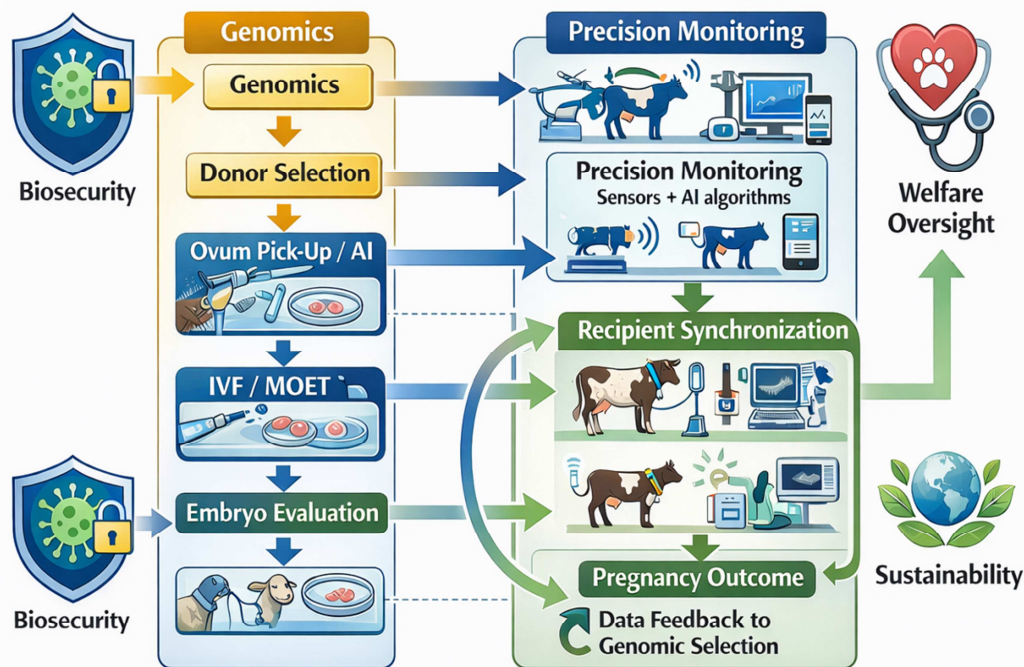 Genomics
Precision Monitoring
Genomics
Biosecurity
Donor Selection
Precision Monitoring
Sensors + AI algorithms
Welfare
Oversight
Ovum Pick-Up / AI
Recipient Synchronization
IVF / MOET
Embryo Evaluation
Biosecurity
Pregnancy Outcome
Sustainability
Data Feedback to
Genomic Selection